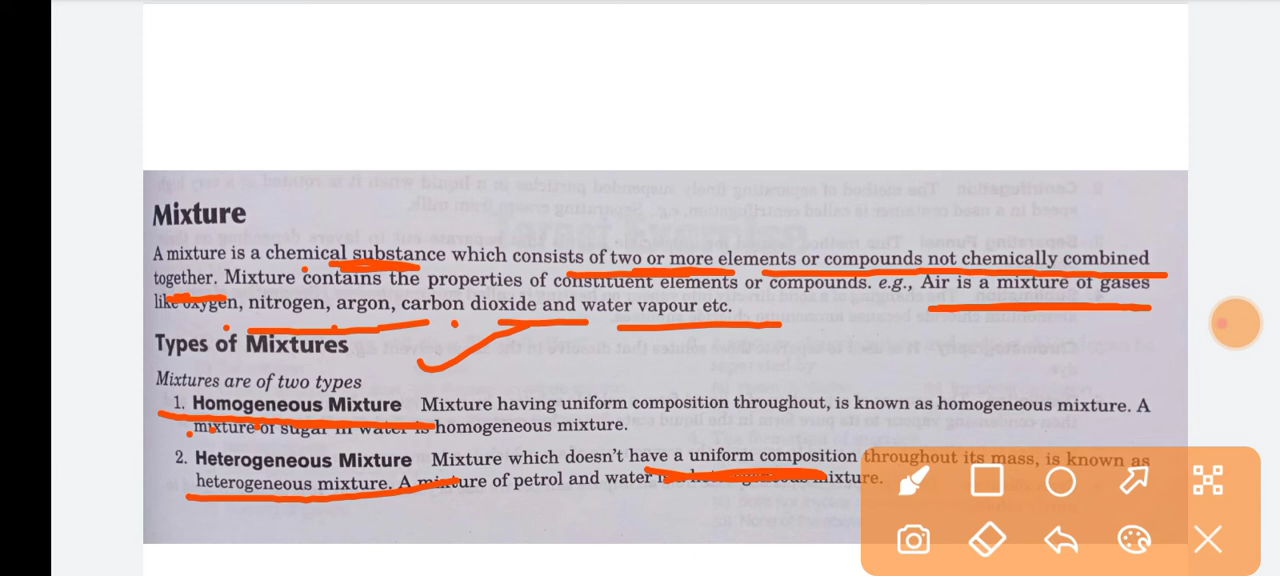 Mixture
A mixture is a chemical substance which consists of two or more elements or compounds not chemically combined
together. Mixture contains the properties of constituent elements or compounds. e.g., Air is a mixture of gases
like oxygen, nitrogen, argon, carbon dioxide and water vapour etc.
Types of Mixtures
Mixtures are of two types
1. Homogeneous Mixture Mixture having uniform composition throughout, is known as homogeneous mixture. A
mixture of sugar in water is homogeneous mixture.
2. Heterogeneous Mixture Mixture which doesn't have a uniform composition throughout its mass, is known as
heterogeneous mixture. A mixture of petrol and water is a heterogeneous mixture.